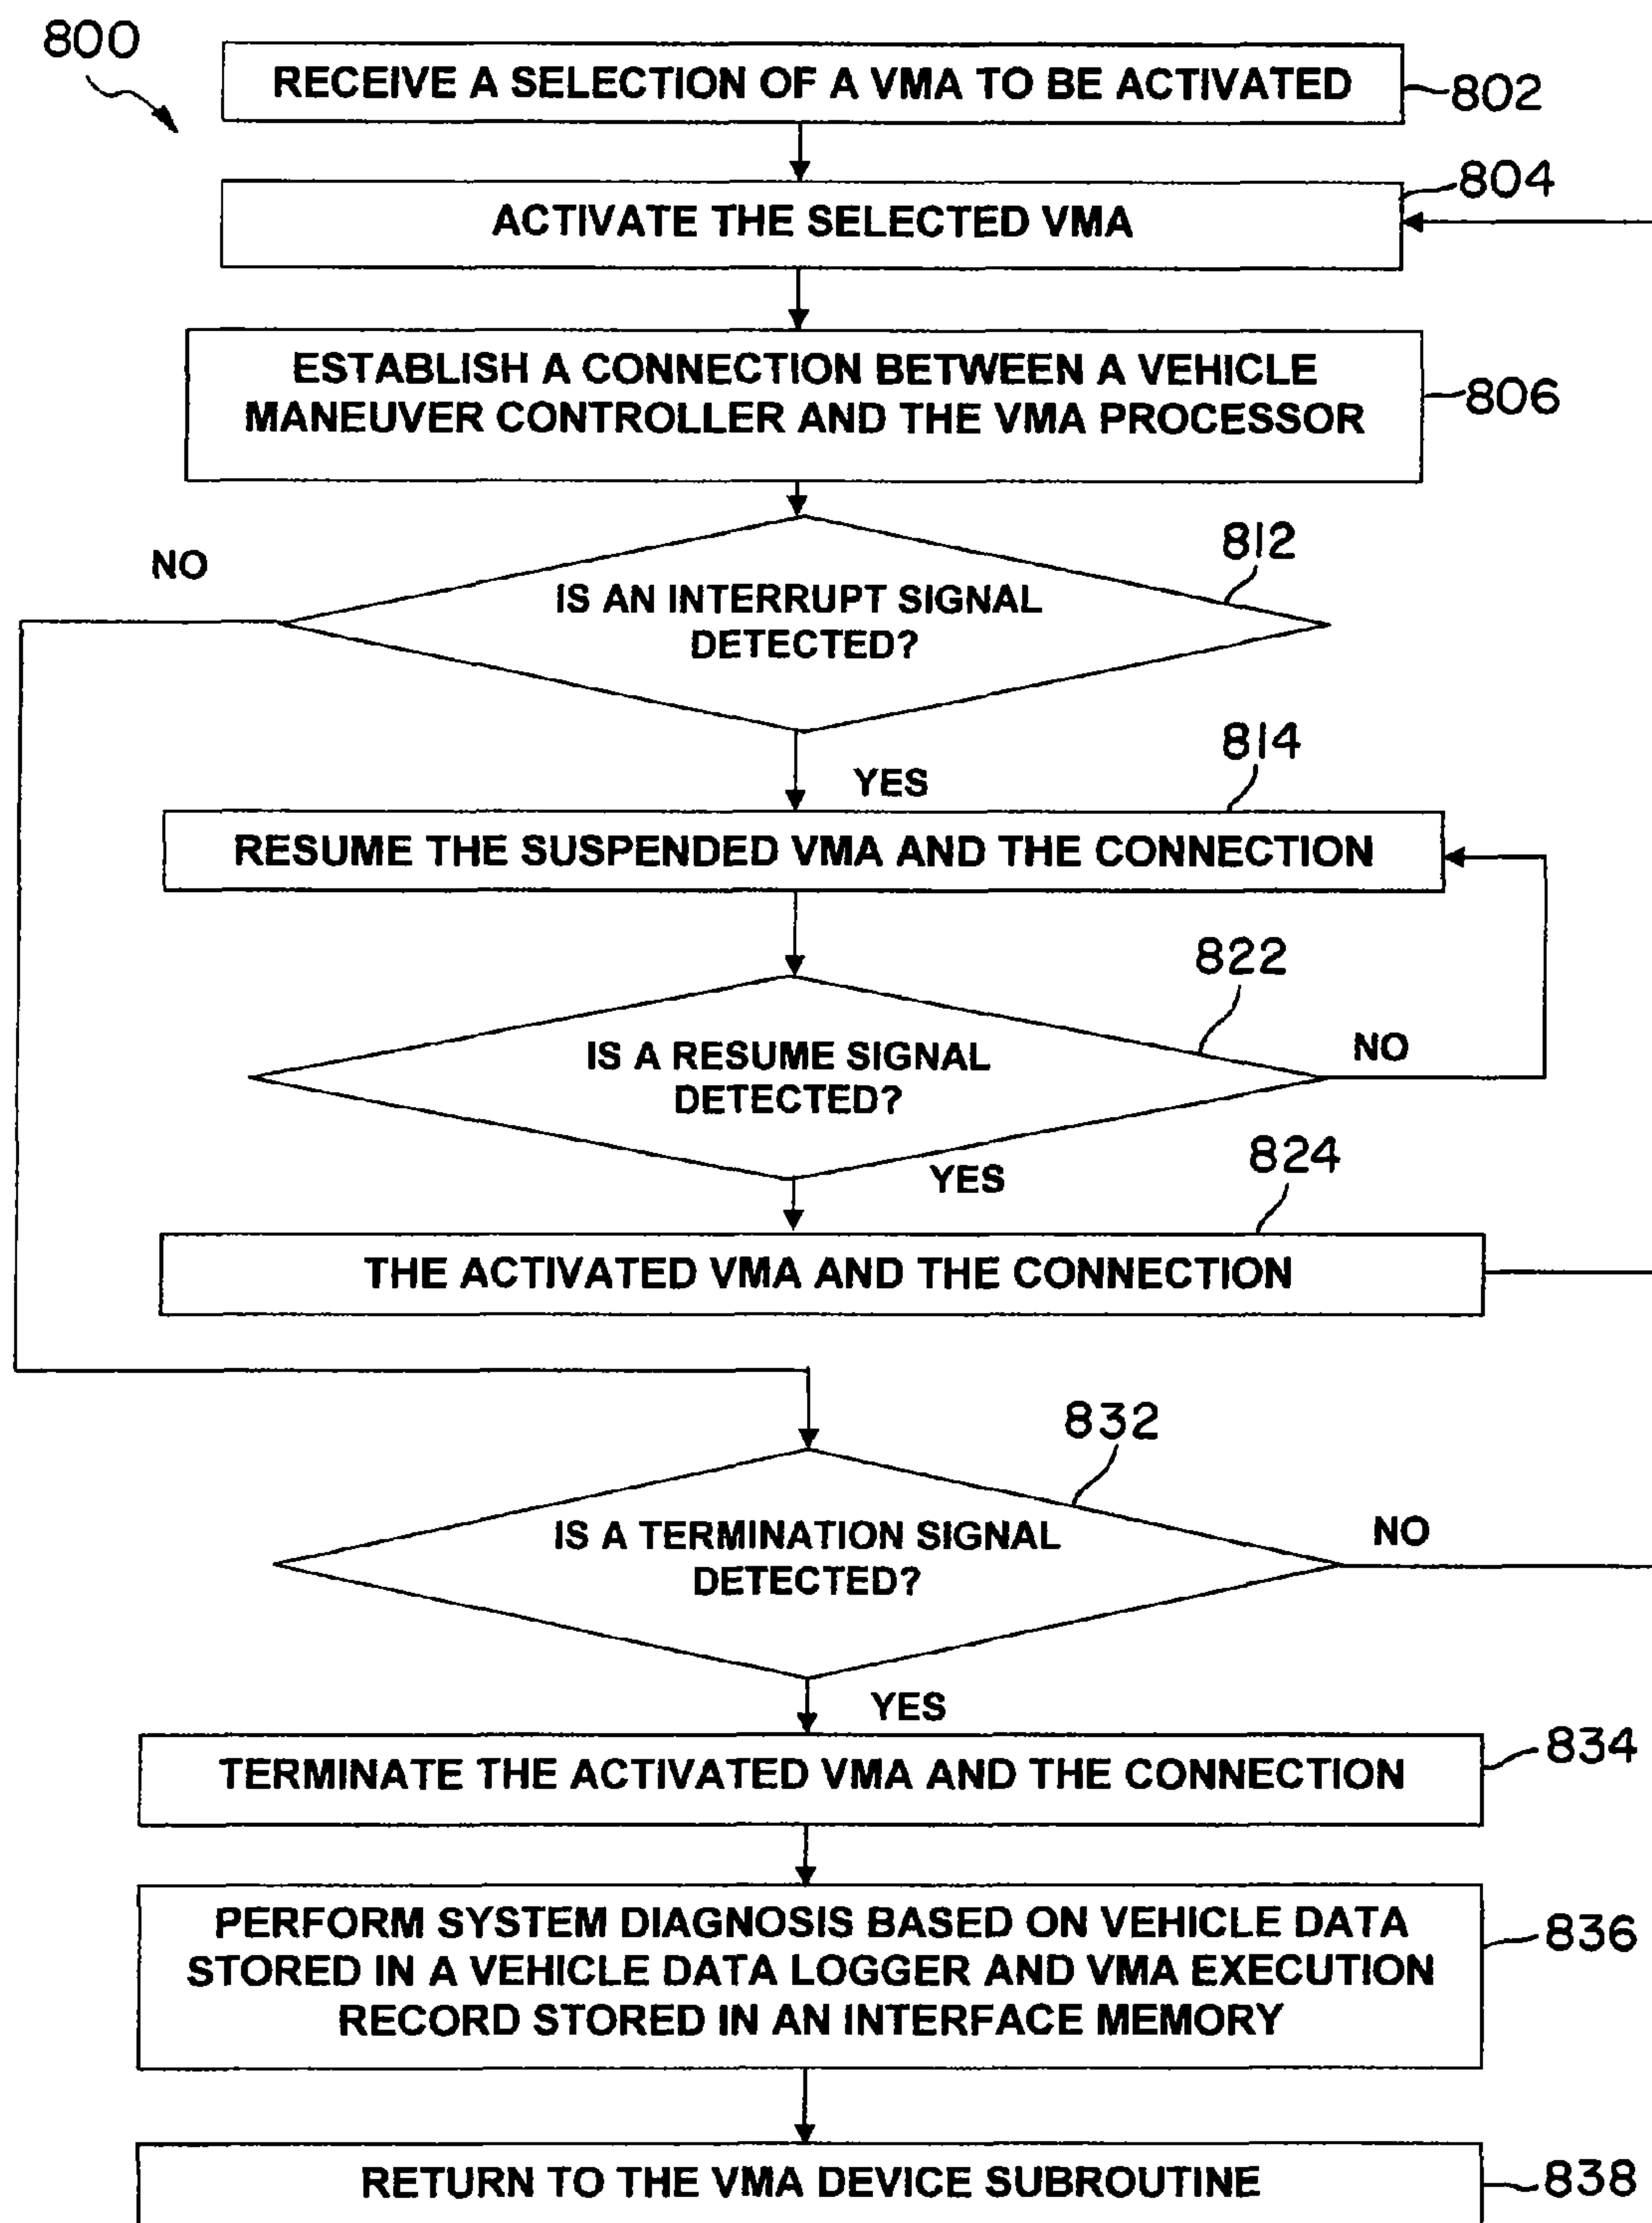 800
RECEIVE A SELECTION OF A VMA TO BE ACTIVATED
802
804
ACTIVATE THE SELECTED VMA
ESTABLISH A CONNECTION BETWEEN A VEHICLE
MANEUVER CONTROLLER AND THE VMA PROCESSOR
806
812
NO
IS AN INTERRUPT SIGNAL
DETECTED?
814
YES
RESUME THE SUSPENDED VMA AND THE CONNECTION
822
IS A RESUME SIGNAL
DETECTED?
NO
824
YES
THE ACTIVATED VMA AND THE CONNECTION
832
IS A TERMINATION SIGNAL
DETECTED?
NO
YES
834
TERMINATE THE ACTIVATED VMA AND THE CONNECTION
PERFORM SYSTEM DIAGNOSIS BASED ON VEHICLE DATA
STORED IN A VEHICLE DATA LOGGER AND VMA EXECUTION
RECORD STORED IN AN INTERFACE MEMORY
836
RETURN TO THE VMA DEVICE SUBROUTINE
838